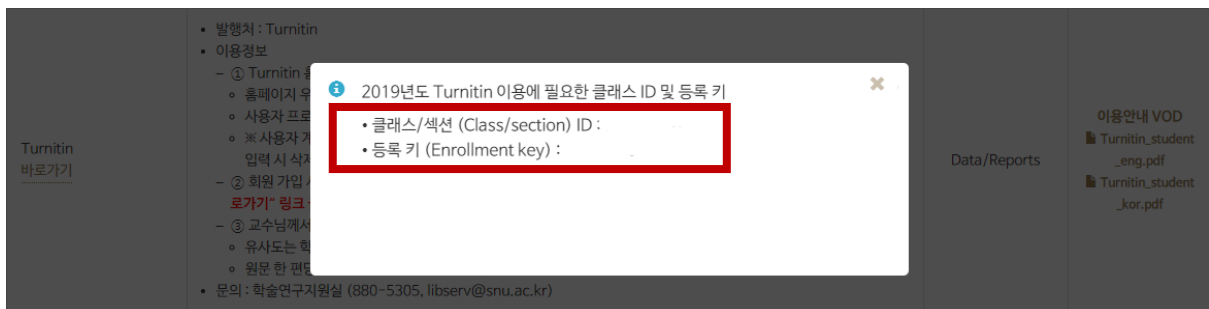 Turnitin
바로가기
• 발행처 : Turnitin
• 이용정보
– ① Turnitin
◦ 홈페이지 우
◦ 사용자 프로
◦ ※ 사용자 계
입력 시 삭제
– ② 회원 가입
로가기" 링크
– ③ 교수님께서
◦ 유사도는 학
◦ 원문 한 편당
• 문의 : 학술연구지원실 (880-5305, libserv@snu.ac.kr)
2019년도 Turnitin 이용에 필요한 클래스 ID 및 등록 키
• 클래스/섹션 (Class/section) ID :
• 등록 키 (Enrollment key) :
Data/Reports
이용안내 VOD
Turnitin_student
_eng.pdf
Turnitin_student
_kor.pdf